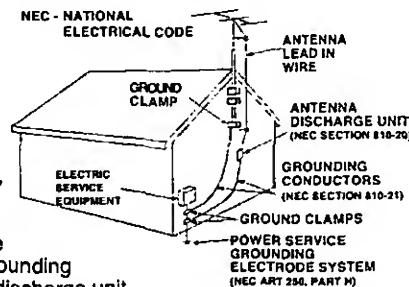 NEC - NATIONAL
ELECTRICAL CODE
ANTENNA
LEAD IN
WIRE
GROUND
CLAMP
ANTENNA
DISCHARGE UNIT
(NEC SECTION 810-20)
ELECTRIC
SERVICE
EQUIPMENT
GROUNDING
CONDUCTORS
(NEC SECTION 810-21)
GROUND CLAMPS
POWER SERVICE
GROUNDING
ELECTRODE SYSTEM
(NEC ART 250, PART H)
ounding
discharge unit